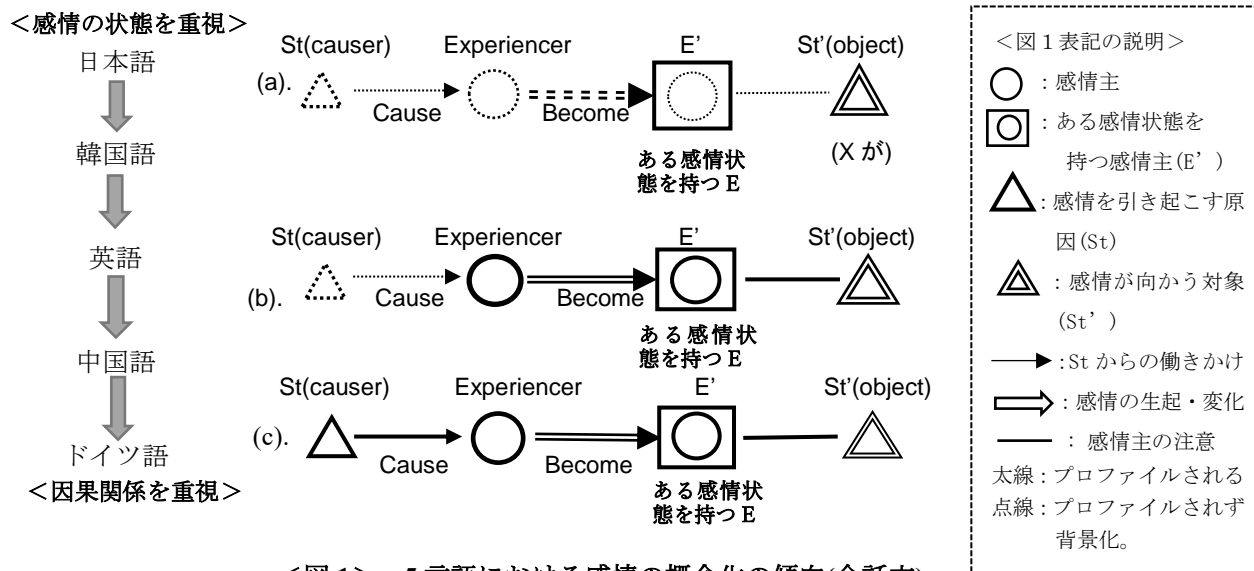 ＜感情の状態を重視＞
日本語
韓国語
英語
中国語
ドイツ語
＜因果関係を重視＞
St(causer) Experiencer E’ St’(object)
(a).
Cause Become
ある感情状
態を持つ E
(X が)
St(causer) Experiencer E’ St’(object)
(b).
Cause Become
ある感情状
態を持つ E
St(causer) Experiencer E’ St’(object)
(c).
Cause Become
ある感情状
態を持つ E
＜図１表記の説明＞
：感情主
：ある感情状態を
持つ感情主(E’)
：感情を引き起こす原
因(St)
：感情が向かう対象
(St’)
：St からの働きかけ
：感情の生起・変化
：感情主の注意
太線：プロファイルされる
点線：プロファイルされず
背景化。
＜図1＞ 5言語における感情の概念化の傾向(会話文)